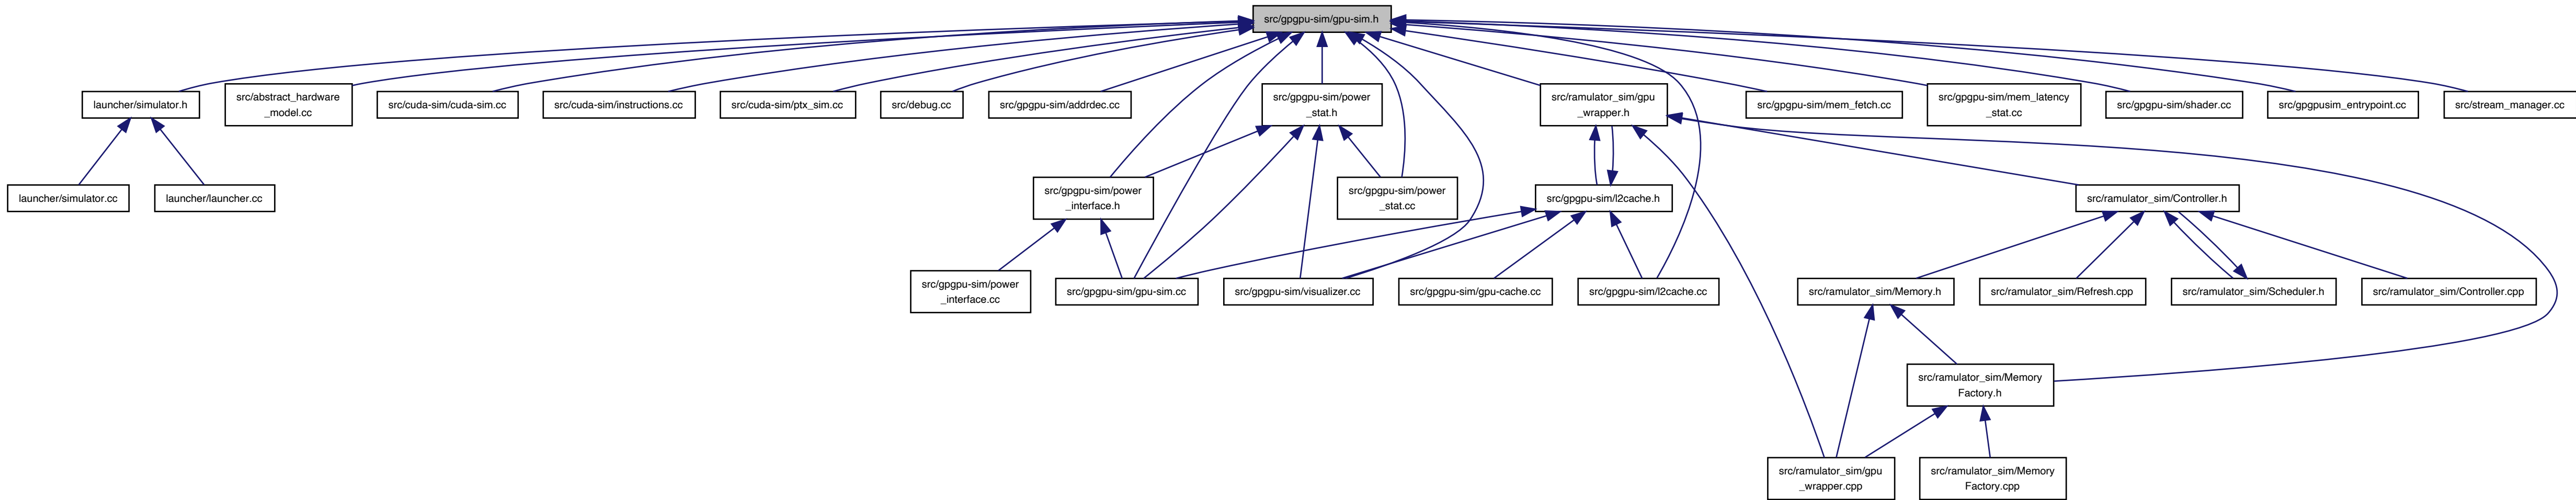 src/gpgpu-sim/gpu-sim.h
launcher/simulator.h
src/abstract_hardware
_model.cc
src/cuda-sim/cuda-sim.cc
src/cuda-sim/instructions.cc
src/cuda-sim/ptx_sim.cc
src/debug.cc
src/gpgpu-sim/addrdec.cc
src/gpgpu-sim/power
_stat.h
src/ramulator_sim/gpu
_wrapper.h
src/gpgpu-sim/mem_fetch.cc
src/gpgpu-sim/mem_latency
_stat.cc
src/gpgpu-sim/shader.cc
src/gpgpusim_entrypoint.cc
src/stream_manager.cc
launcher/simulator.cc
launcher/launcher.cc
src/gpgpu-sim/power
_interface.h
src/gpgpu-sim/power
_stat.cc
src/gpgpu-sim/l2cache.h
src/ramulator_sim/Controller.h
src/gpgpu-sim/power
_interface.cc
src/gpgpu-sim/gpu-sim.cc
src/gpgpu-sim/visualizer.cc
src/gpgpu-sim/gpu-cache.cc
src/gpgpu-sim/l2cache.cc
src/ramulator_sim/Memory.h
src/ramulator_sim/Refresh.cpp
src/ramulator_sim/Scheduler.h
src/ramulator_sim/Controller.cpp
src/ramulator_sim/Memory
Factory.h
src/ramulator_sim/gpu
_wrapper.cpp
src/ramulator_sim/Memory
Factory.cpp